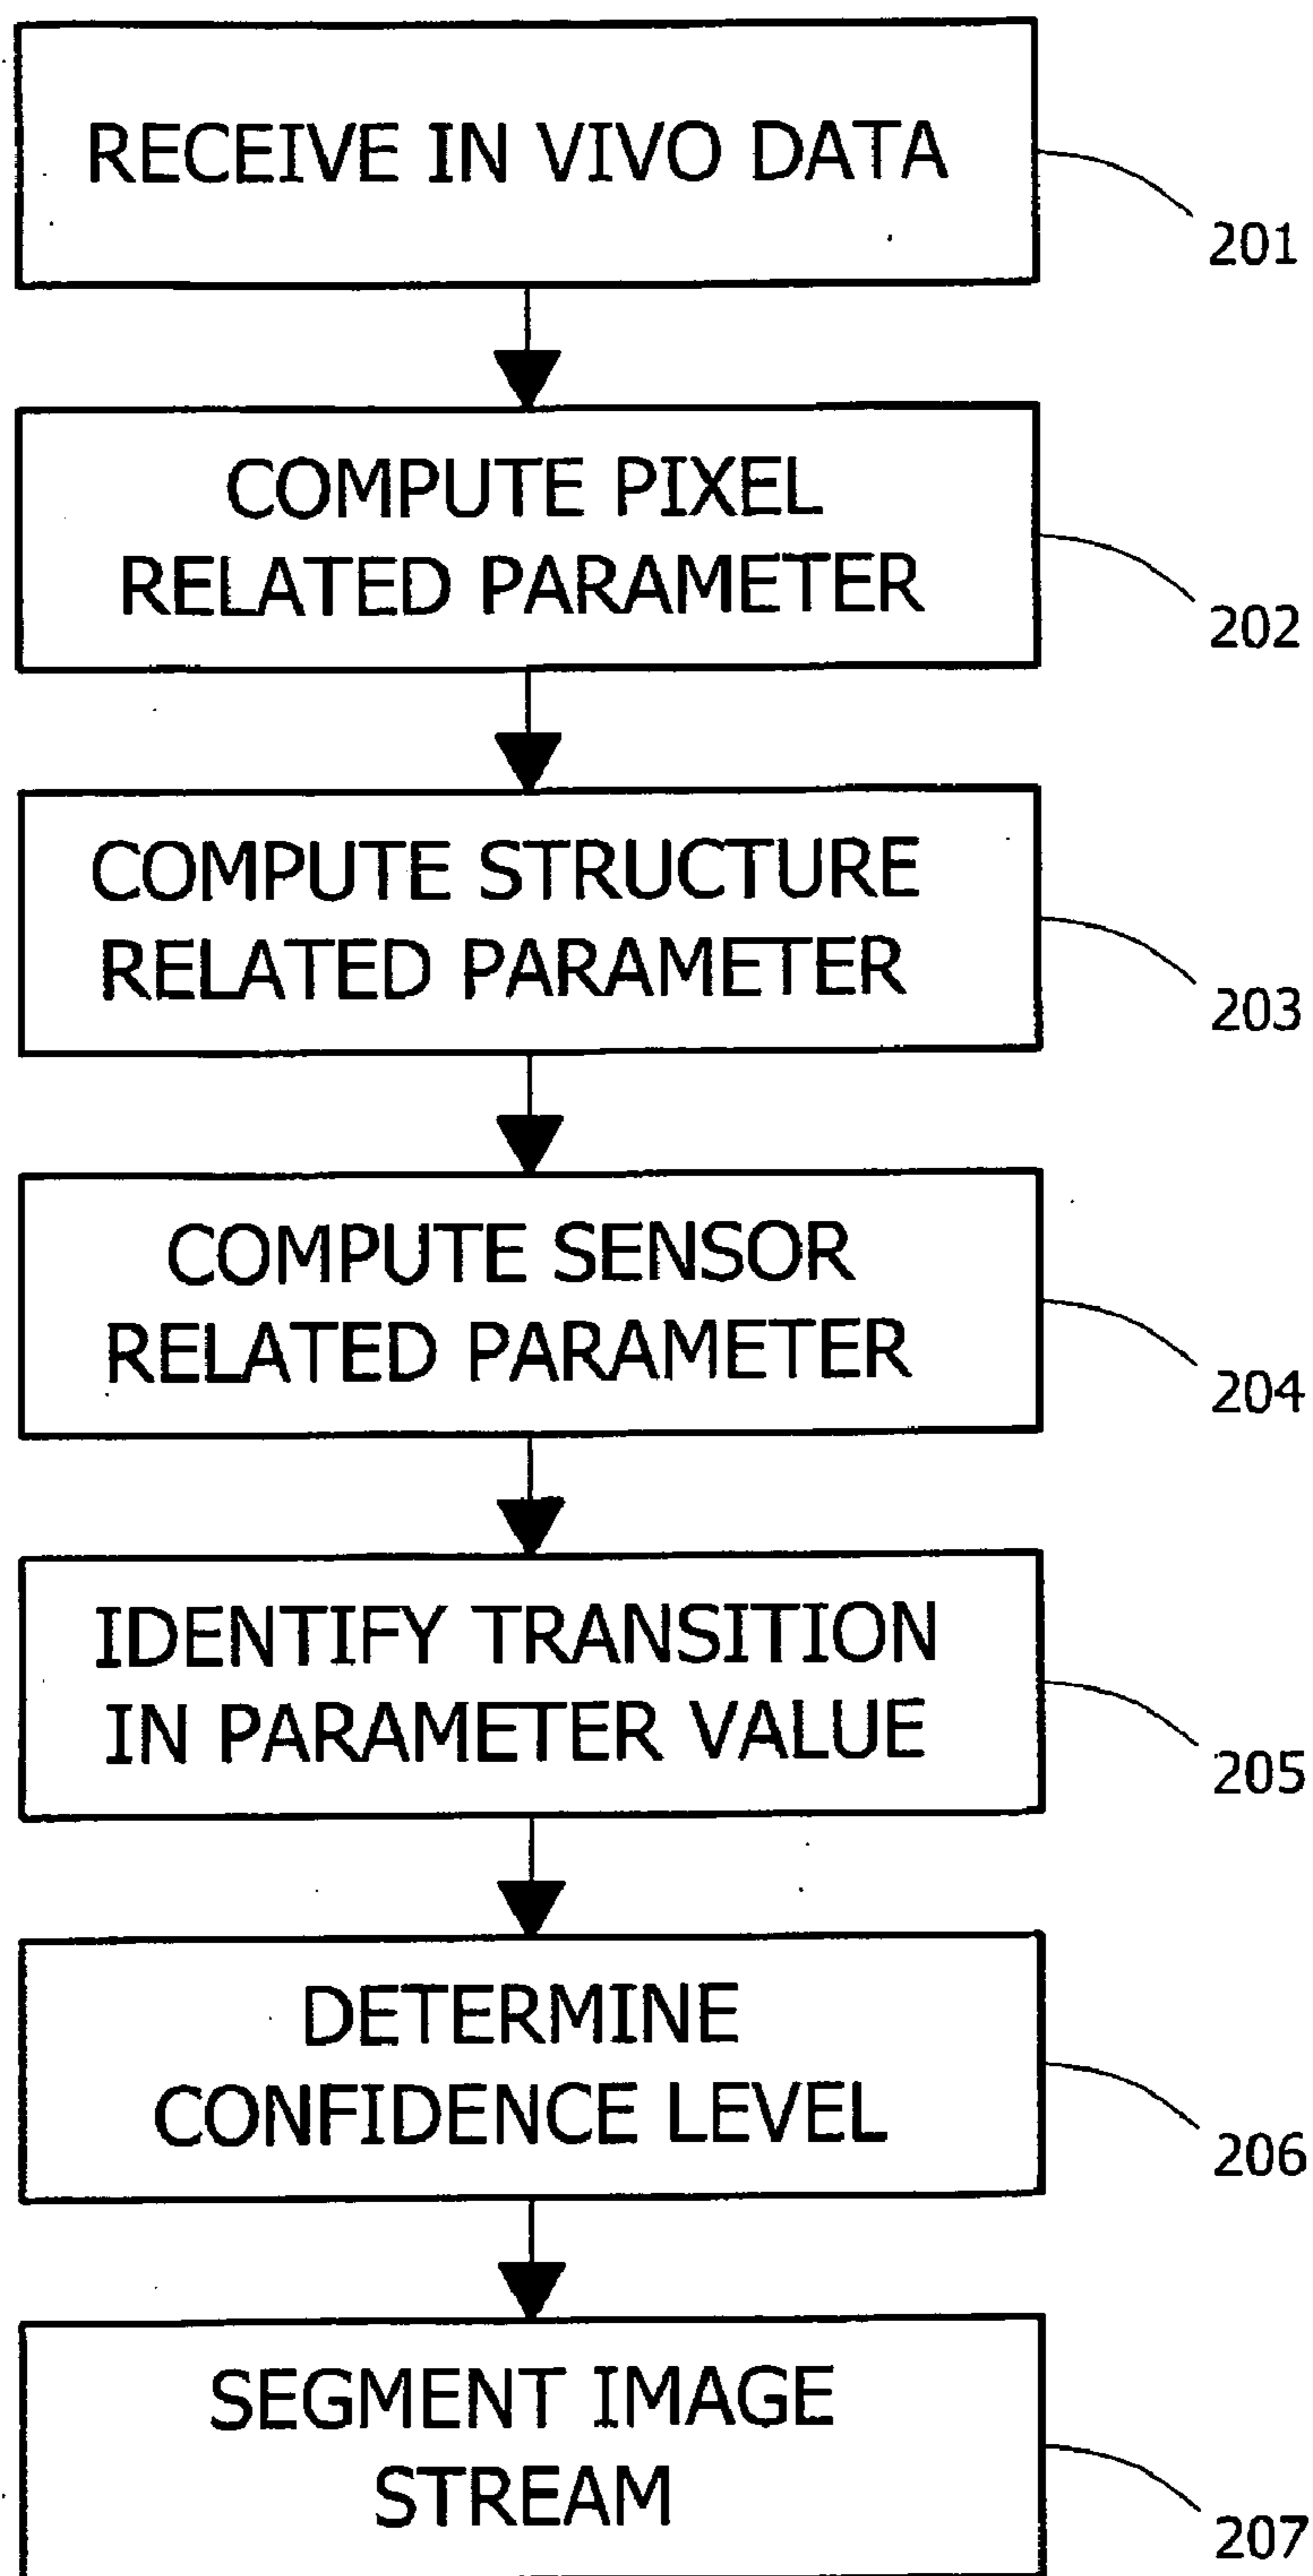 RECEIVE IN VIVO DATA
201
COMPUTE PIXEL
RELATED PARAMETER
202
COMPUTE STRUCTURE
RELATED PARAMETER
203
COMPUTE SENSOR
RELATED PARAMETER
204
IDENTIFY TRANSITION
IN PARAMETER VALUE
205
DETERMINE
CONFIDENCE LEVEL
206
SEGMENT IMAGE
STREAM
207